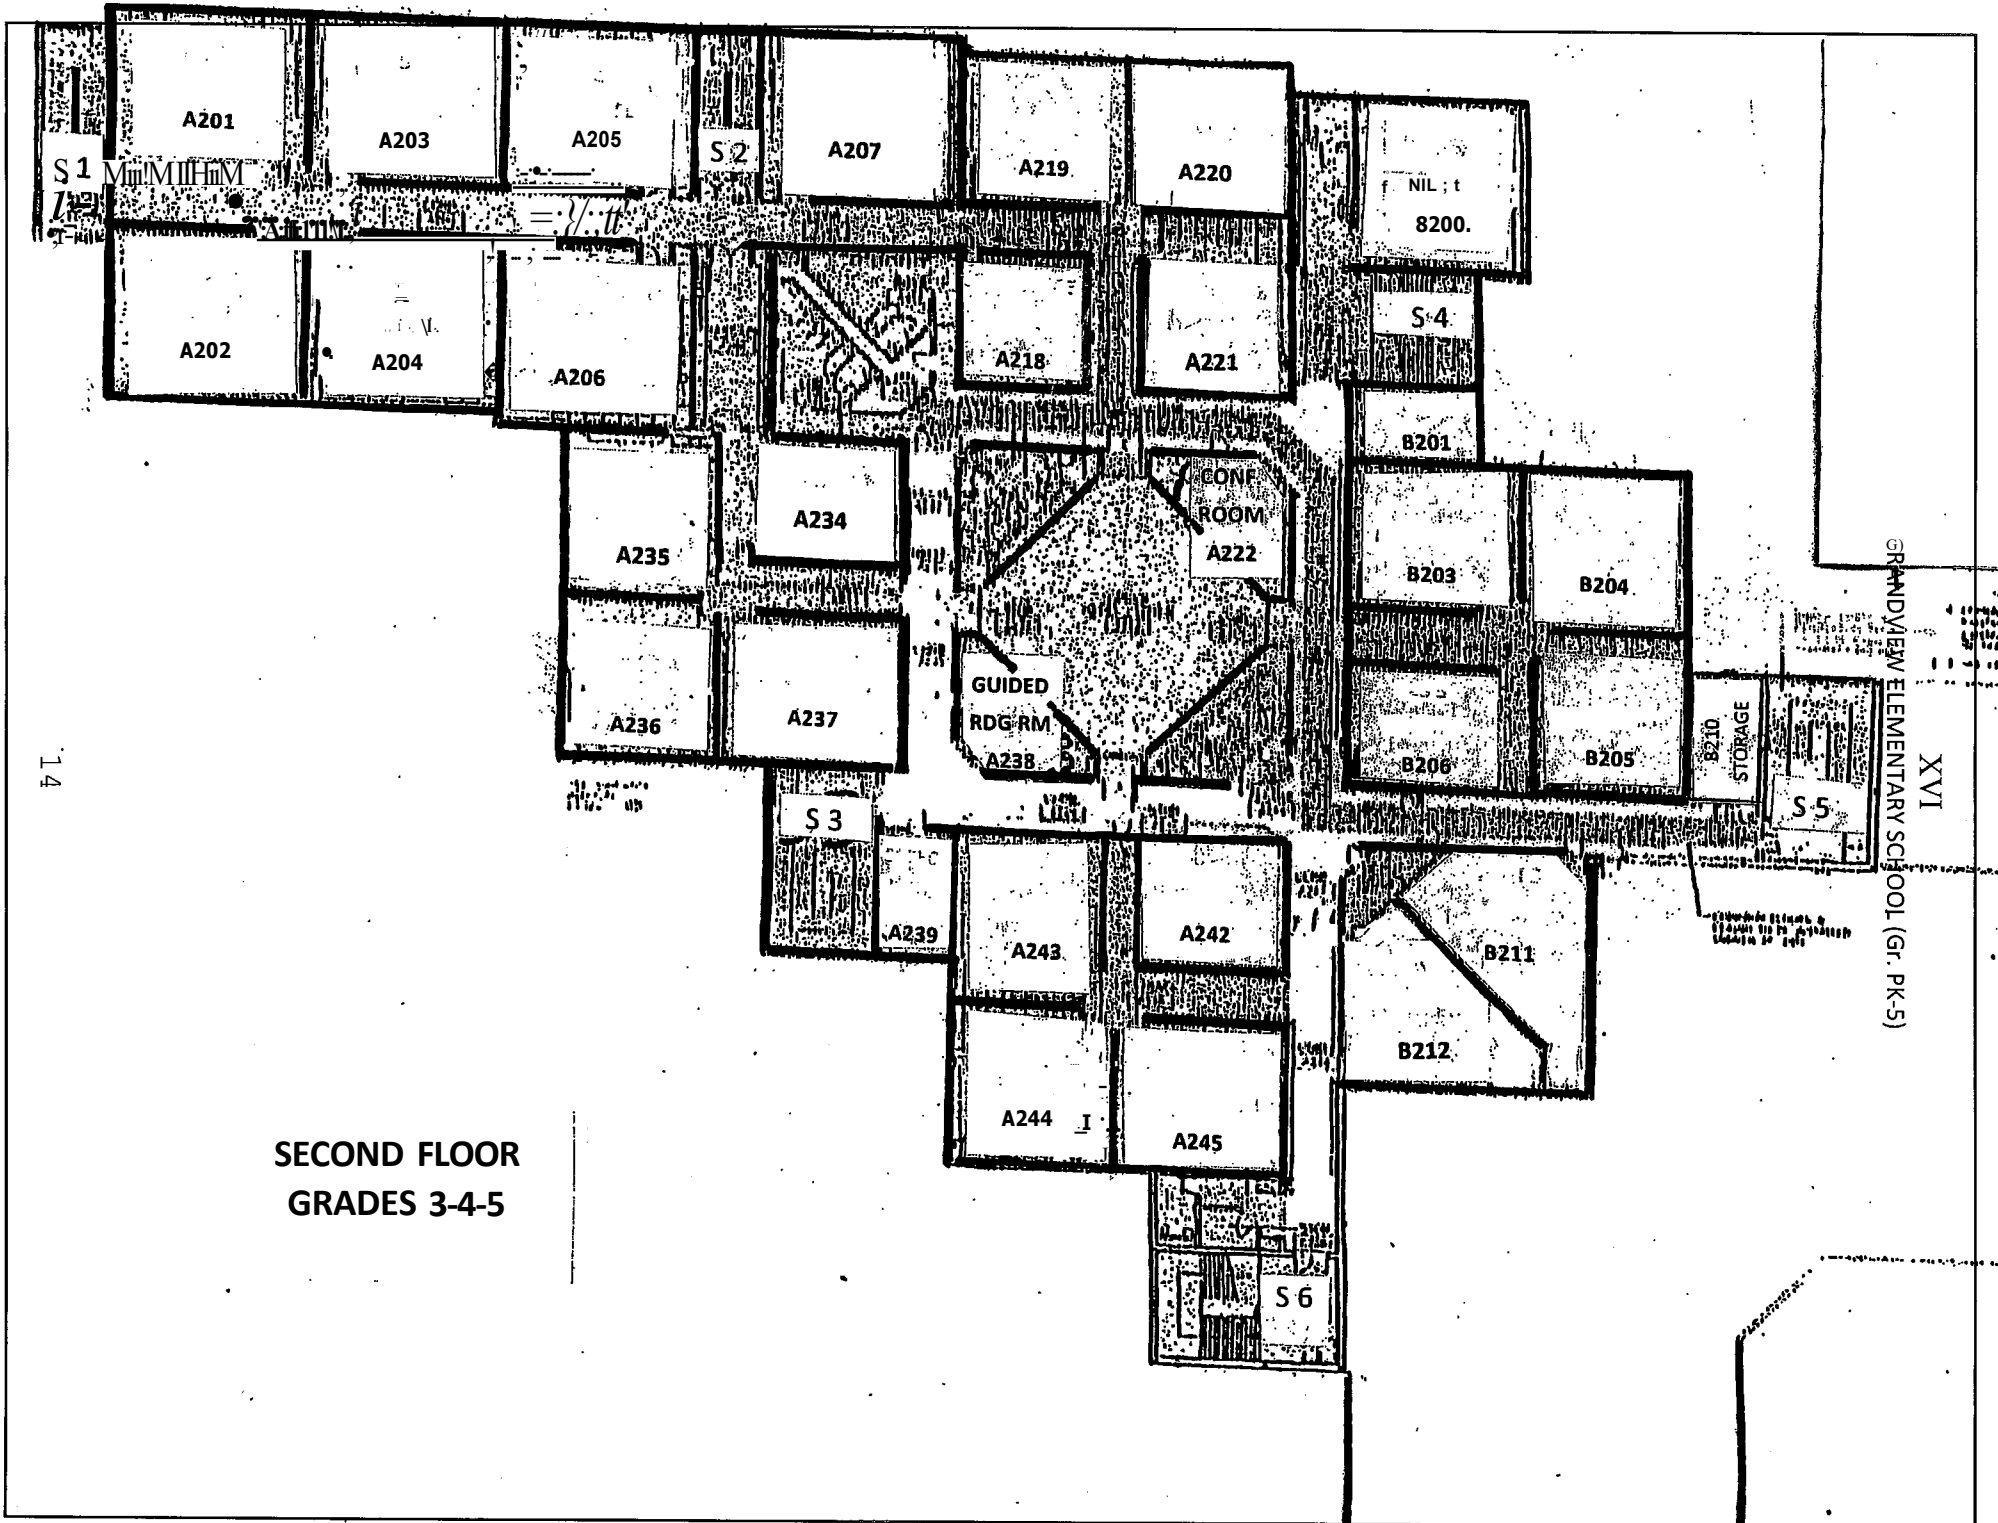 A201
A203
A205
S 2
A207
A219
A220
NIL ; t
8200.
S 1
A202
A204
A206
A218
A221
S 4
B201
A235
A234
CONF
ROOM
A222
B203
B204
A236
A237
GUIDED
RDG RM
A238
B206
B205
B210
STORAGE
S 5
S 3
A239
A243
A242
B211
B212
A244
A245
S 6
SECOND FLOOR
GRADES 3-4-5
XVI
GRANDVIEW ELEMENTARY SCHOOL (Gr. PK-5)
14